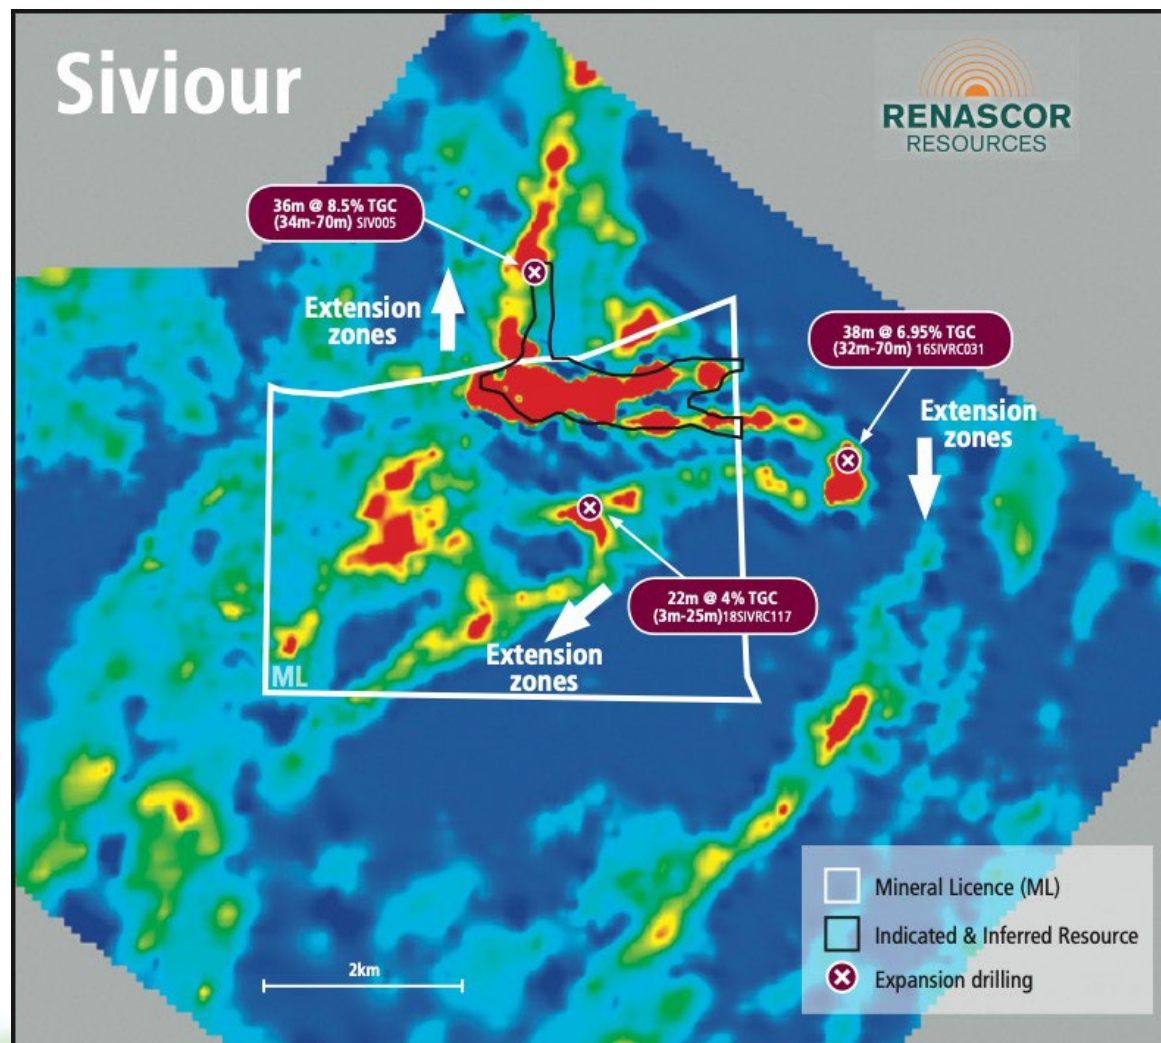 Siviour
RENASCOR
RESOURCES
36m @ 8.5% TGC
(34m-70m) SIV005
Extension
zones
38m @ 6.95% TGC
(32m-70m) 16SIVRC031
Extension
zones
22m @ 4% TGC
(3m-25m)18SIVRC117
Extension
zones
ML
2km
Mineral Licence (ML)
Indicated & Inferred Resource
Expansion drilling